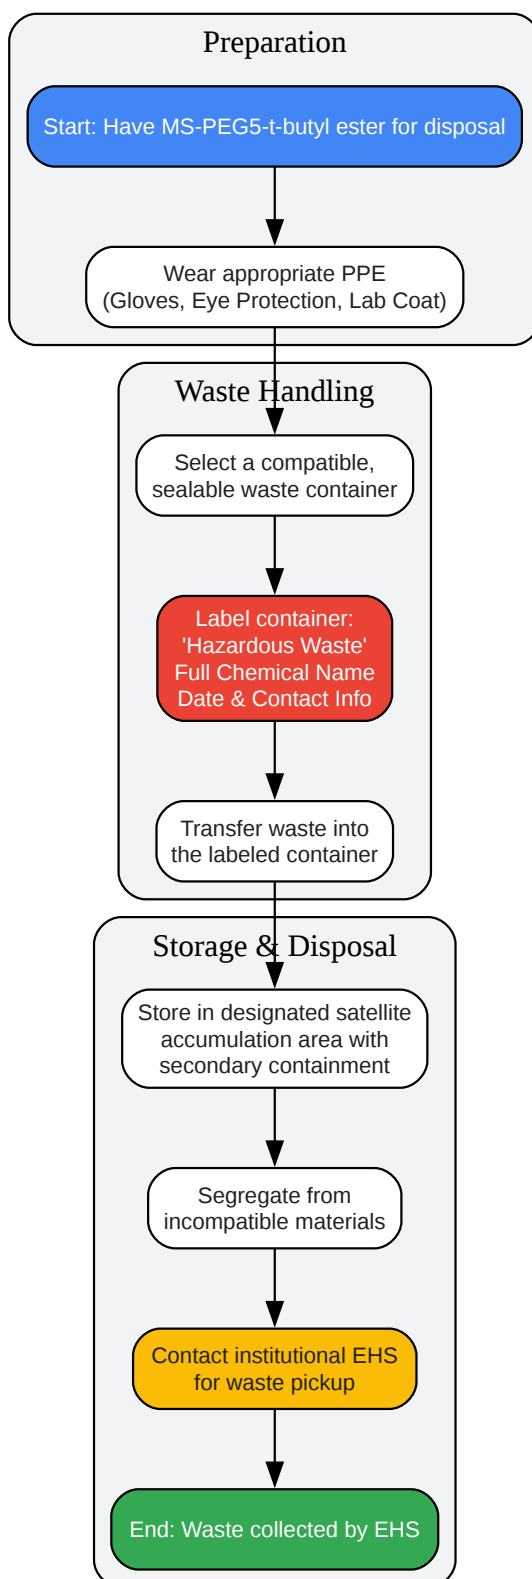 Preparation
Start: Have MS-PEG5-t-butyl ester for disposal
Wear appropriate PPE
(Gloves, Eye Protection, Lab Coat)
Waste Handling
Select a compatible,
sealable waste container
Label container:
'Hazardous Waste'
Full Chemical Name
Date & Contact Info
Transfer waste into
the labeled container
Storage & Disposal
Store in designated satellite
accumulation area with
secondary containment
Segregate from
incompatible materials
Contact institutional EHS
for waste pickup
End: Waste collected by EHS